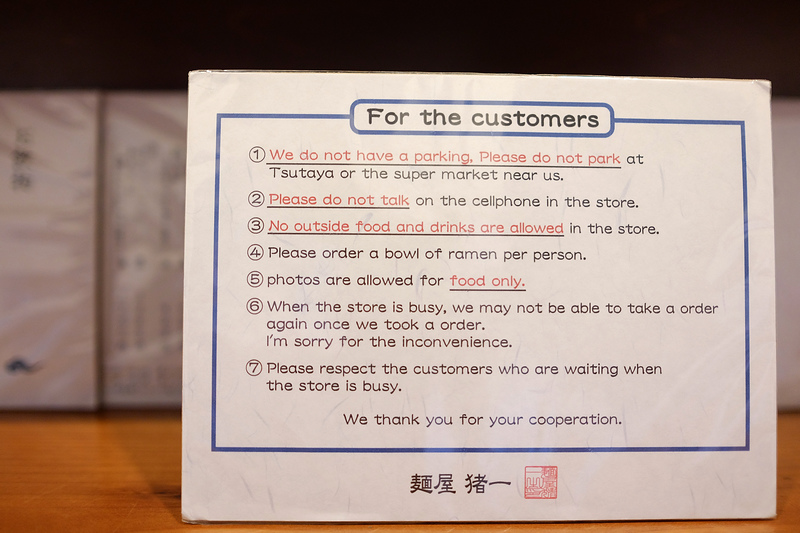 For the customers
① We do not have a parking, Please do not park at
Tsutaya or the super market near us.
② Please do not talk on the cellphone in the store.
③ No outside food and drinks are allowed in the store.
④ Please order a bowl of ramen per person.
⑤ photos are allowed for food only.
⑥ When the store is busy, we may not be able to take a order
again once we took a order.
I'm sorry for the inconvenience.
⑦ Please respect the customers who are waiting when
the store is busy.
We thank you for your cooperation.
麺屋 猪一